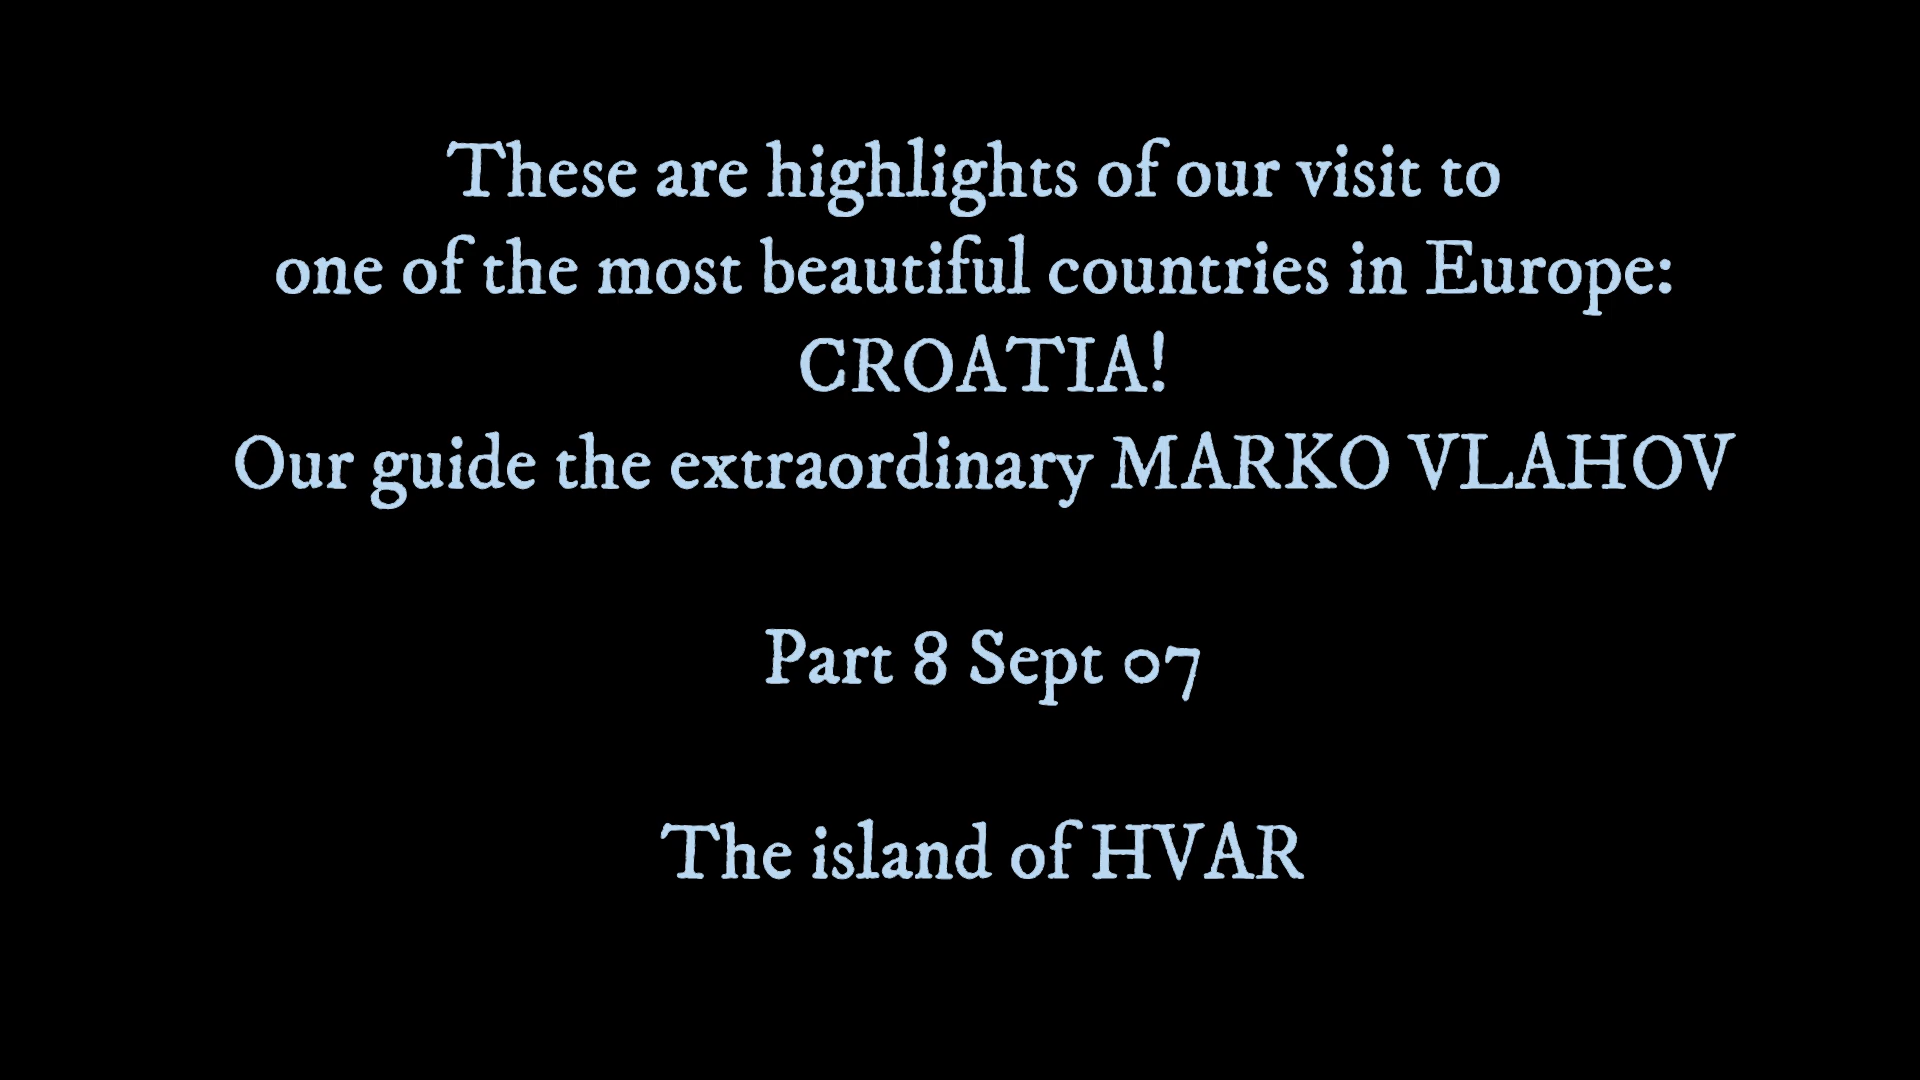 These are highlights of our visit to
one of the most beautiful countries in Europe:
CROATIA!
Our guide the extraordinary MARKO VLAHOV
Part 8 Sept 07
The island of HVAR